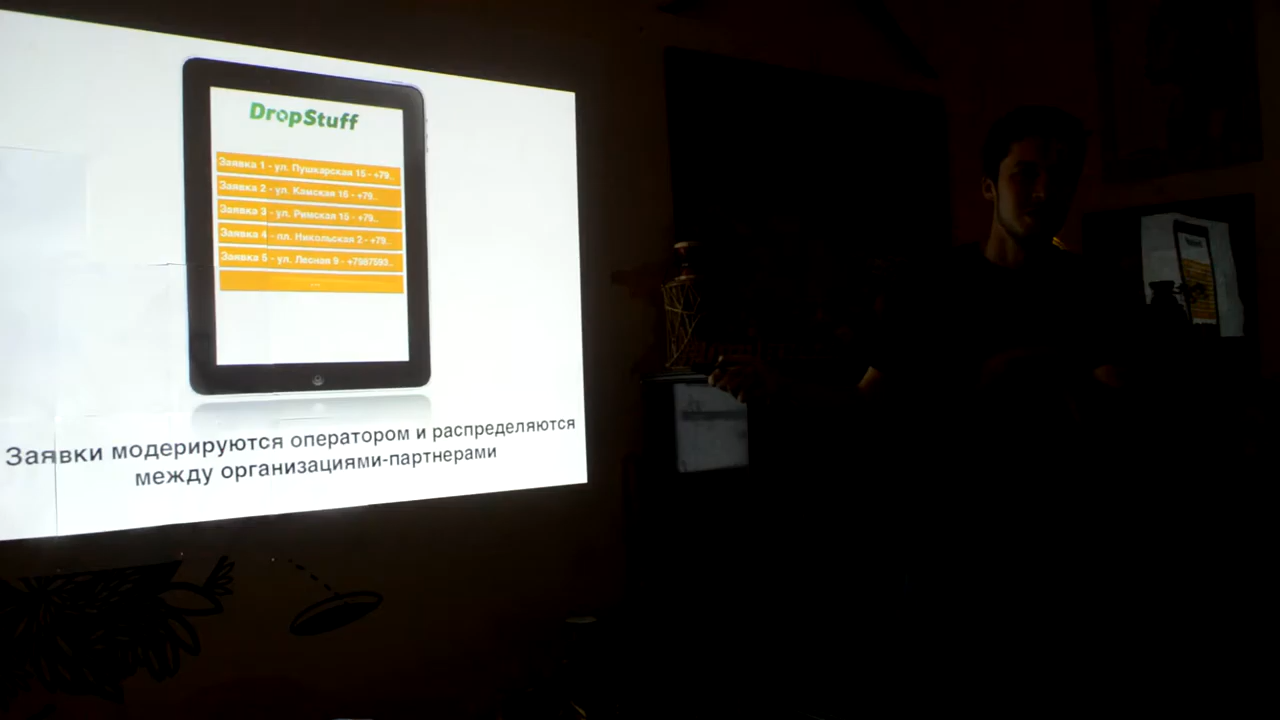 DropStuff
Заявка 1 - ул. Пушкарская 15 - +79..
Заявка 2 - ул. Камская 16 - +79..
Заявка 3 - ул. Римская 15 - +79..
Заявка 4 - пл. Никольская 2 - +79..
Заявка 5 - ул. Лесная 9 - +7987593..
....
Заявки модерируются оператором и распределяются
между организациями-партнерами